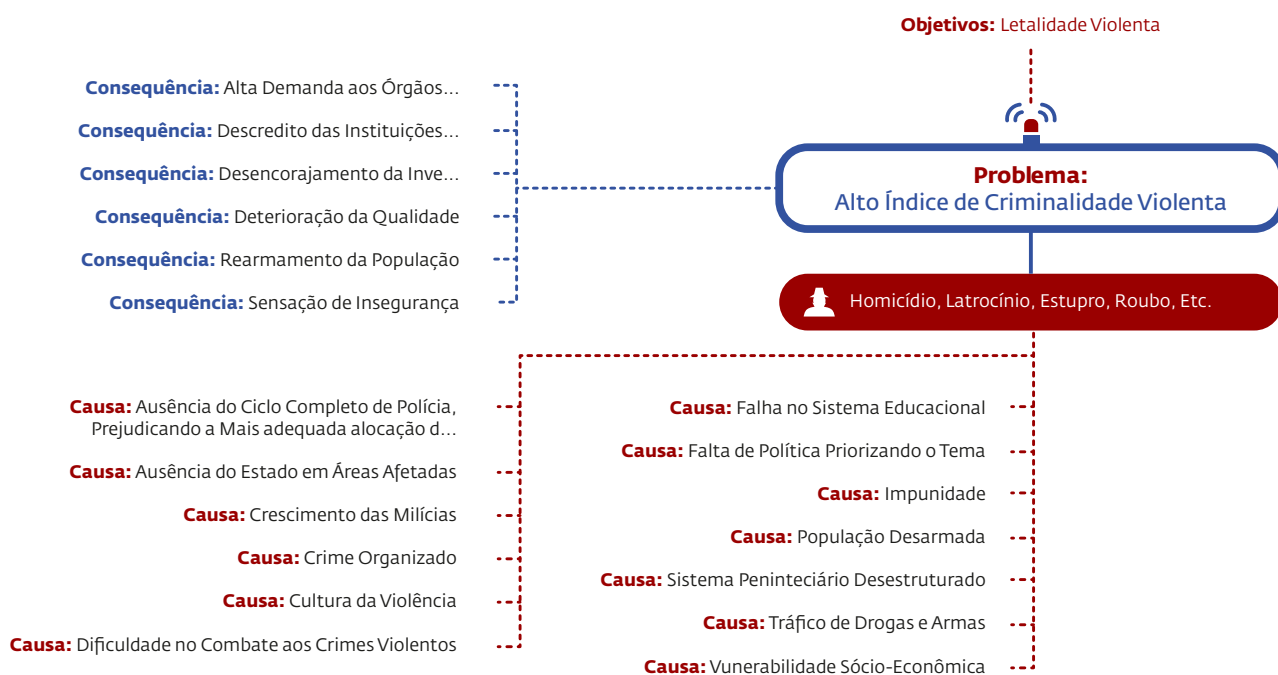 Objetivos: Letalidade Violenta
Consequência: Alta Demanda aos Órgãos...
Consequência: Descredito das Instituições...
Consequência: Desencorajamento da Inve...
Consequência: Deterioração da Qualidade
Consequência: Rearmamento da População
Consequência: Sensação de Insegurança
Problema:
Alto Índice de Criminalidade Violenta
Homicídio, Latrocínio, Estupro, Roubo, Etc.
Causa: Ausência do Ciclo Completo de Polícia,
Prejudicando a Mais adequada alocação d...
Causa: Ausência do Estado em Áreas Afetadas
Causa: Crescimento das Milícias
Causa: Crime Organizado
Causa: Cultura da Violência
Causa: Dificuldade no Combate aos Crimes Violentos
Causa: Falha no Sistema Educacional
Causa: Falta de Política Priorizando o Tema
Causa: Impunidade
Causa: População Desarmada
Causa: Sistema Peninteciário Desestruturado
Causa: Tráfico de Drogas e Armas
Causa: Vunerabilidade Sócio-Econômica